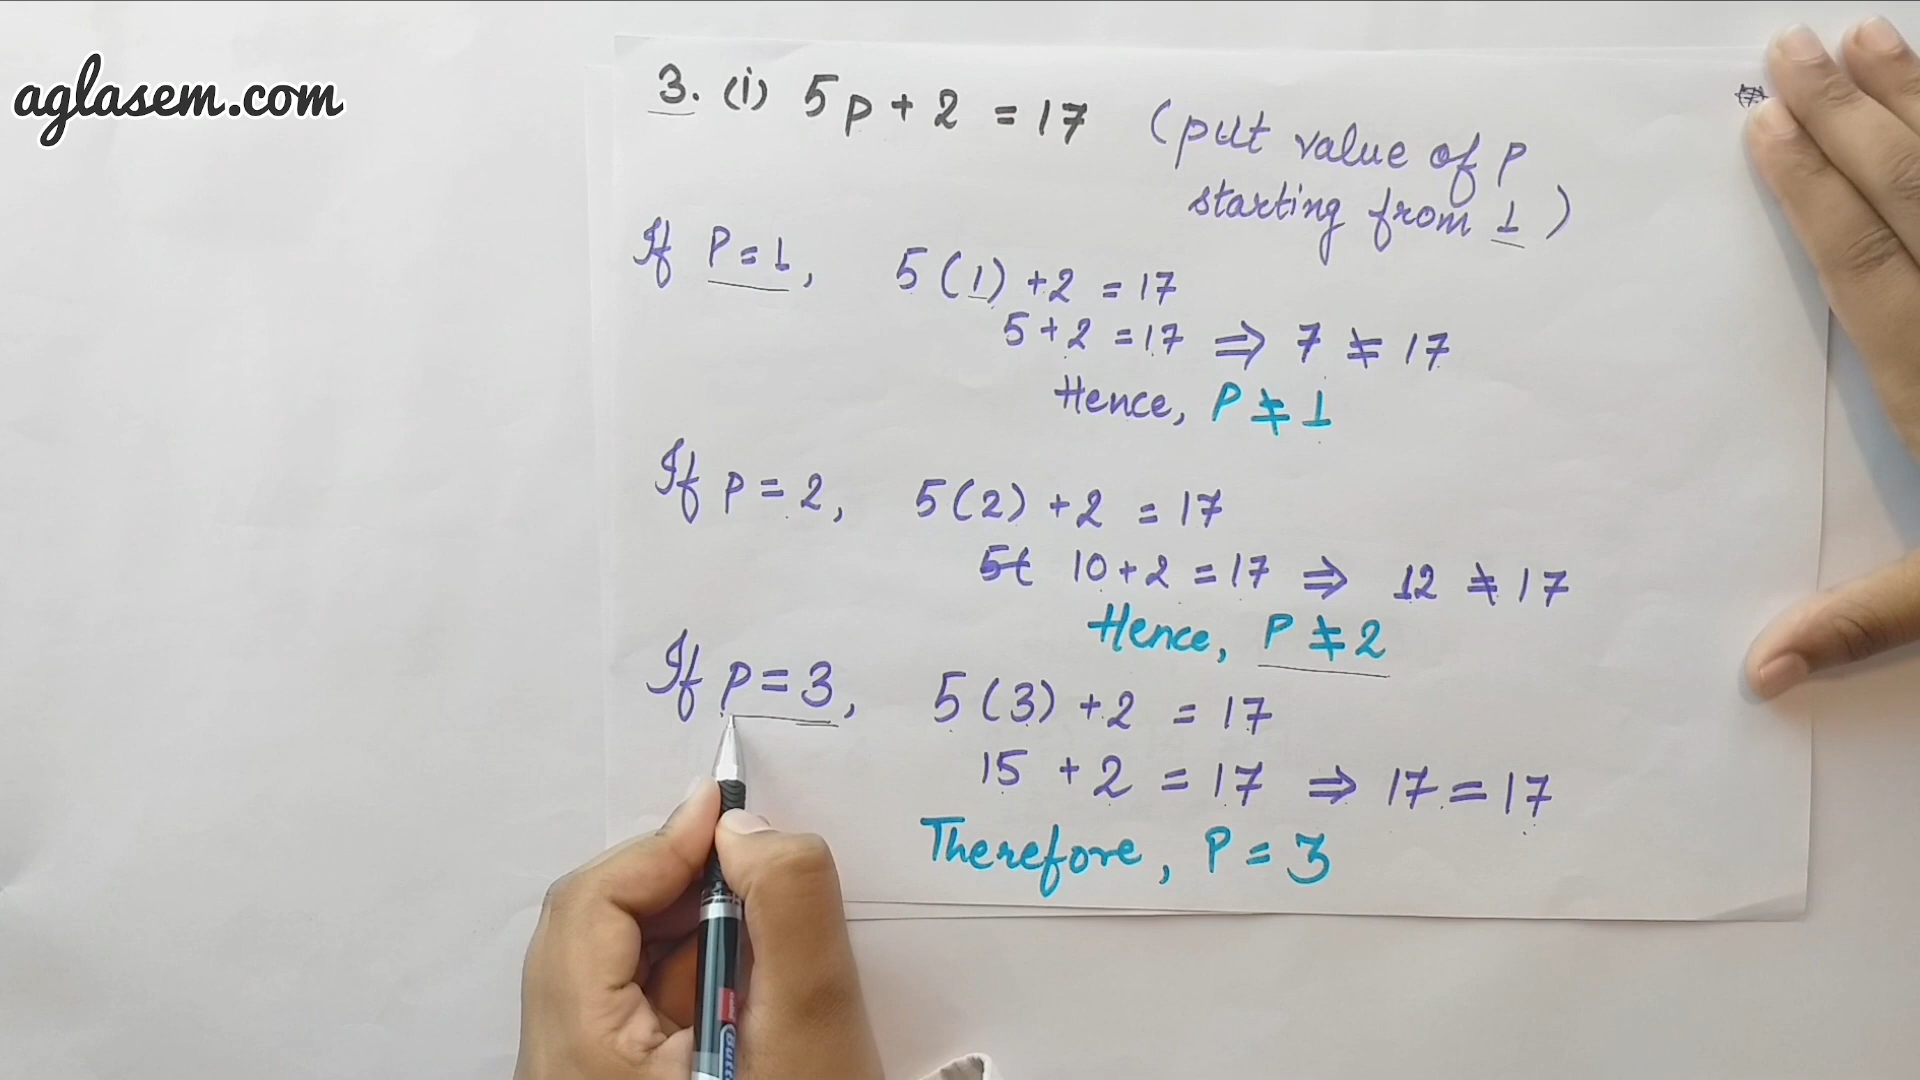 aglasem.com
3. (i) 5p + 2 = 17 (put value of P
starting from 1)
If P = 1, 5(1) + 2 = 17
5 + 2 = 17 ⇒ 7 ≠ 17
Hence, P ≠ 1
If p = 2, 5(2) + 2 = 17
5t 10 + 2 = 17 ⇒ 12 ≠ 17
Hence, P ≠ 2
If p = 3, 5(3) + 2 = 17
15 + 2 = 17 ⇒ 17 = 17
Therefore, P = 3